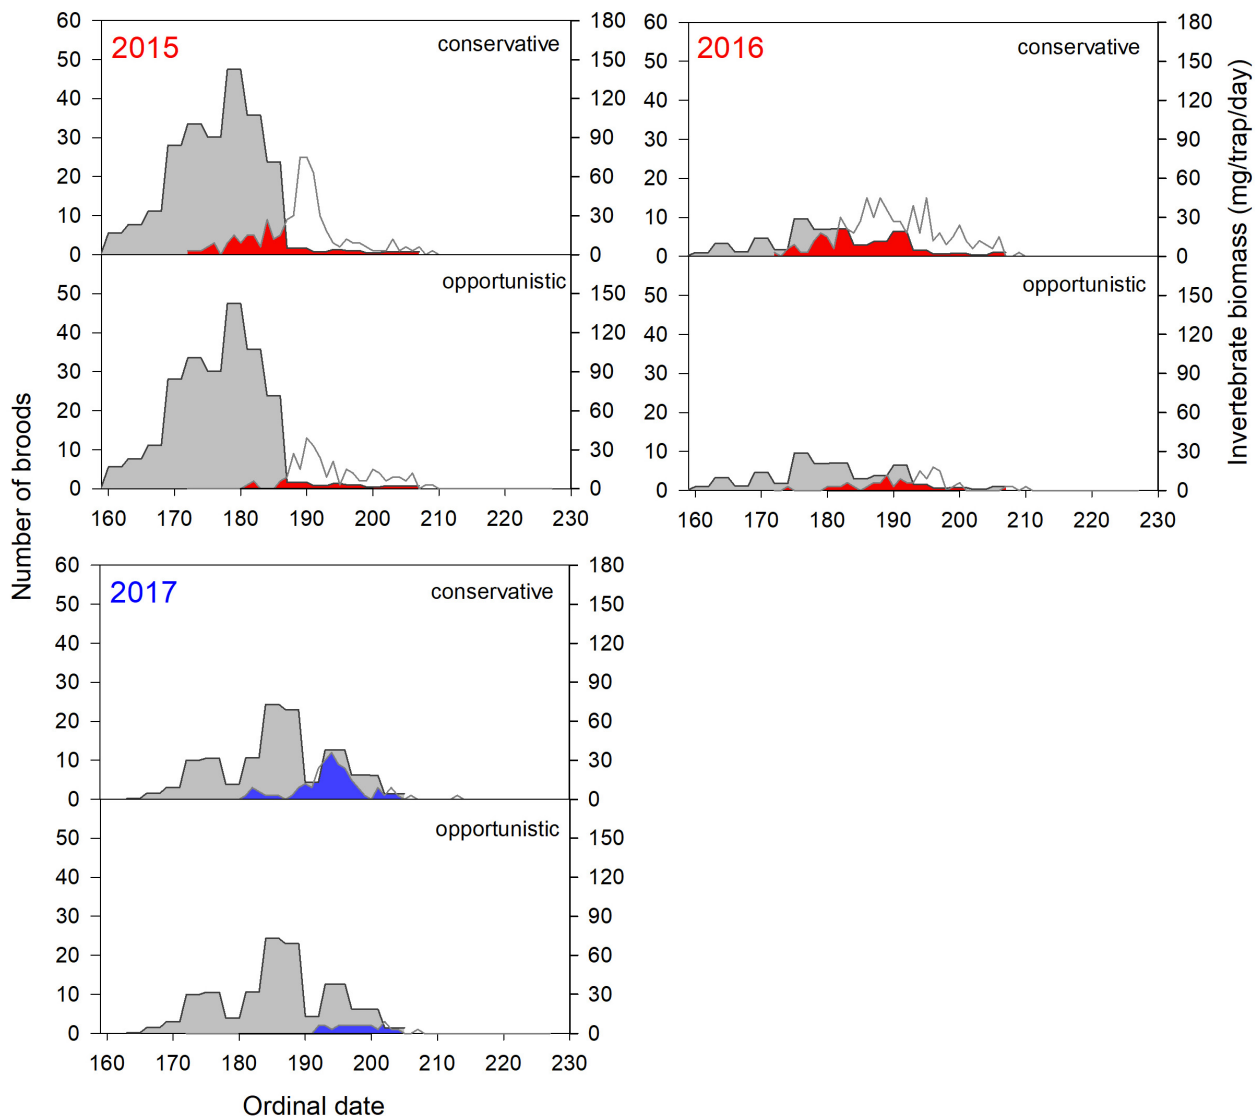 60 180 60 180
2015 conservative 2016 conservative
50 150 50 150
40 120 40 120
30 90 30 90
20 60 20 60
10 30 10 30
0 0 0 0
opportunistic opportunistic
50 150 50 150
40 120 40 120
30 90 30 90
20 60 20 60
10 30 10 30
0 0 0 0
160 170 180 190 200 210 220 230 160 170 180 190 200 210 220 230
Number of broods
Invertebrate biomass (mg/trap/day)
60 180
2017 conservative
50 150
40 120
30 90
20 60
10 30
0 0
opportunistic
50 150
40 120
30 90
20 60
10 30
0 0
160 170 180 190 200 210 220 230
Ordinal date